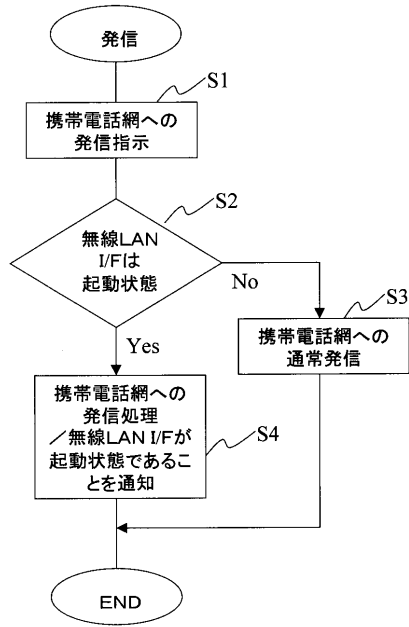 発信
S1
携帯電話網への
発信指示
S2
無線LAN
I/Fは
起動状態
No
Yes
S3
携帯電話網への
通常発信
携帯電話網への
発信処理
／無線LAN I/Fが
起動状態であるこ
とを通知
S4
END